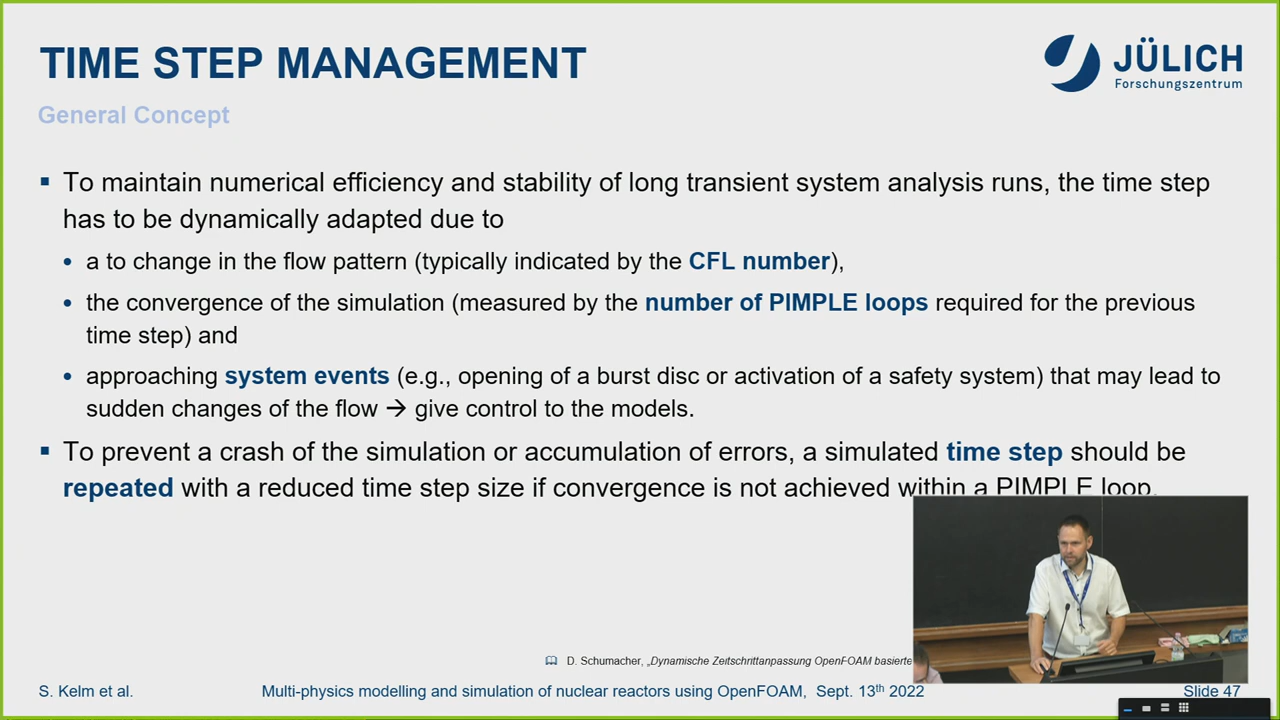 TIME STEP MANAGEMENT
JÜLICH
Forschungszentrum
General Concept
▪ To maintain numerical efficiency and stability of long transient system analysis runs, the time step
has to be dynamically adapted due to
• a to change in the flow pattern (typically indicated by the CFL number),
• the convergence of the simulation (measured by the number of PIMPLE loops required for the previous
time step) and
• approaching system events (e.g., opening of a burst disc or activation of a safety system) that may lead to
sudden changes of the flow → give control to the models.
▪ To prevent a crash of the simulation or accumulation of errors, a simulated time step should be
repeated with a reduced time step size if convergence is not achieved within a PIMPLE loop.
D. Schumacher, „Dynamische Zeitschrittanpassung OpenFOAM basierte
S. Kelm et al.
Multi-physics modelling and simulation of nuclear reactors using OpenFOAM, Sept. 13th 2022
Slide 47